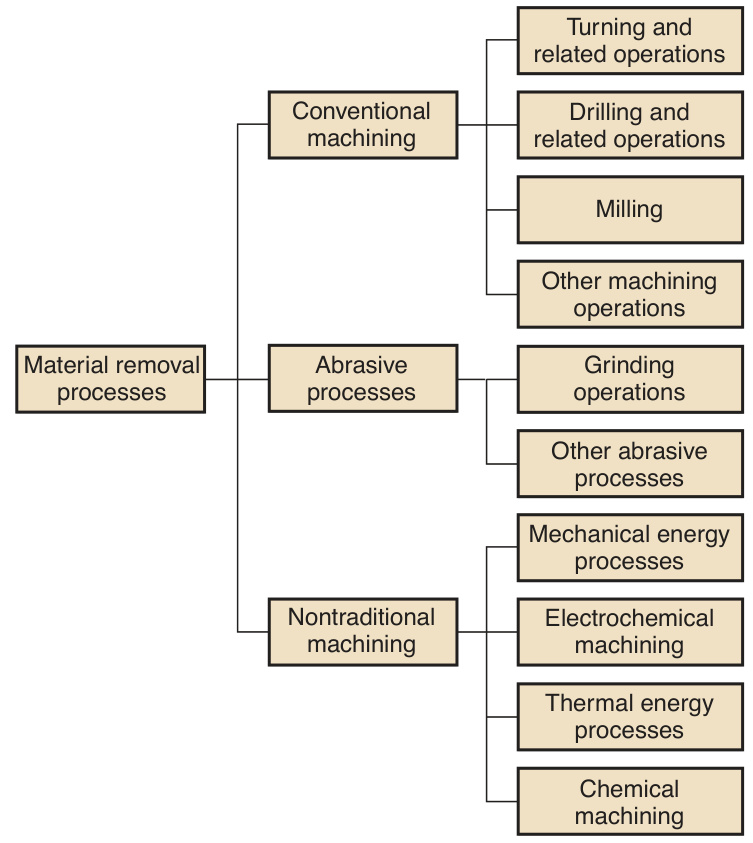 Turning and
related operations
Conventional
machining
Drilling and
related operations
Milling
Other machining
operations
Material removal
processes
Abrasive
processes
Grinding
operations
Other abrasive
processes
Mechanical energy
processes
Nontraditional
machining
Electrochemical
machining
Thermal energy
processes
Chemical
machining